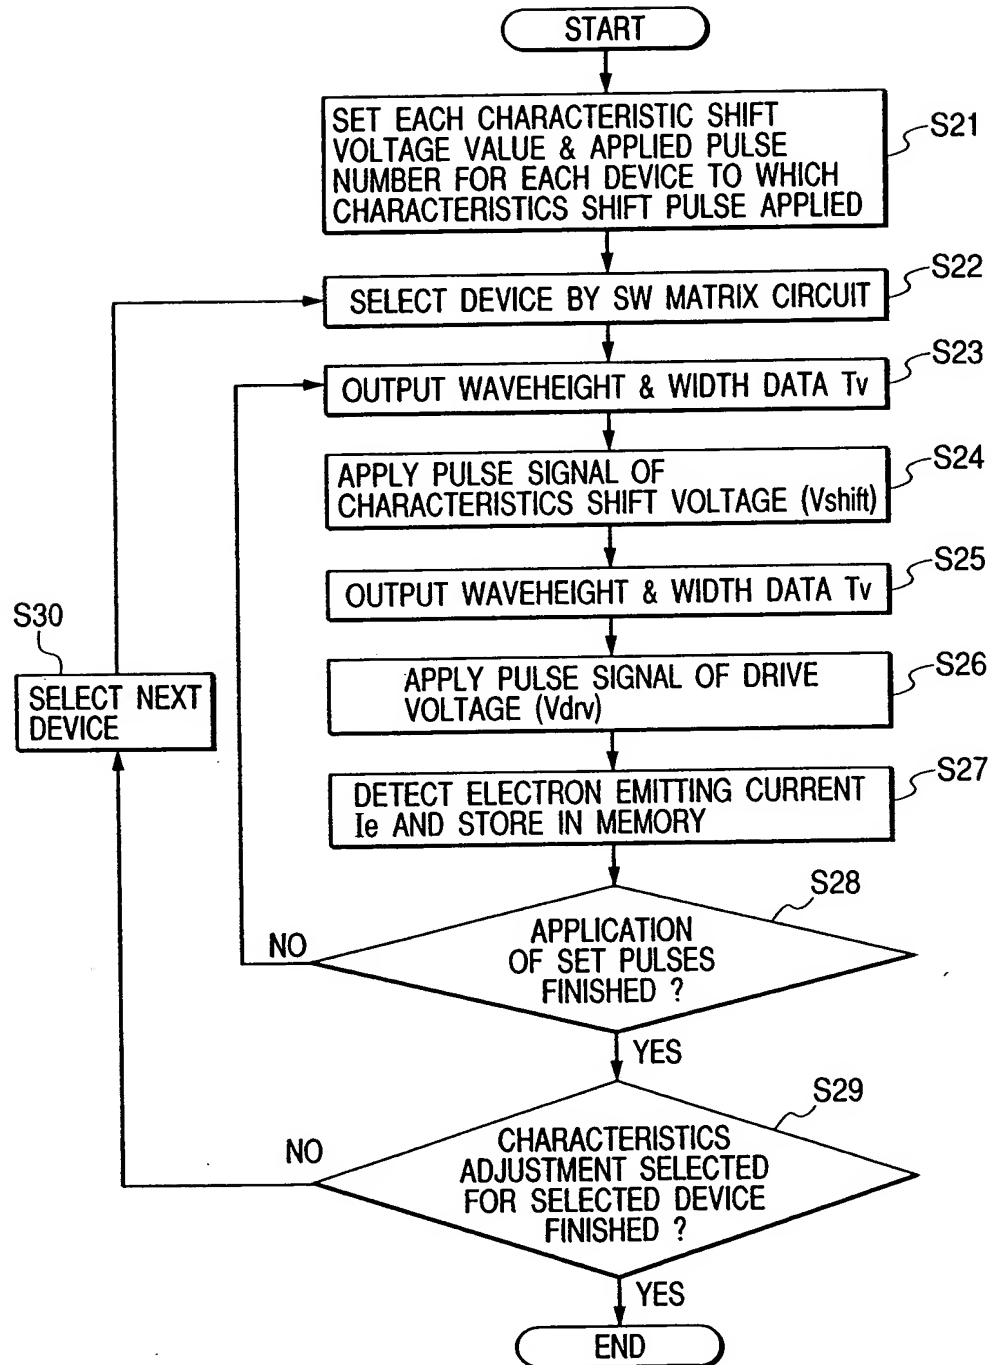 START
SET EACH CHARACTERISTIC SHIFT
VOLTAGE VALUE & APPLIED PULSE
NUMBER FOR EACH DEVICE TO WHICH
CHARACTERISTICS SHIFT PULSE APPLIED
S21
SELECT DEVICE BY SW MATRIX CIRCUIT
S22
OUTPUT WAVEHEIGHT & WIDTH DATA Tv
S23
APPLY PULSE SIGNAL OF
CHARACTERISTICS SHIFT VOLTAGE (Vshift)
S24
OUTPUT WAVEHEIGHT & WIDTH DATA Tv
S25
S30
SELECT NEXT
DEVICE
APPLY PULSE SIGNAL OF DRIVE
VOLTAGE (Vdrv)
S26
DETECT ELECTRON EMITTING CURRENT
Ie AND STORE IN MEMORY
S27
APPLICATION
OF SET PULSES
FINISHED ?
S28
NO
YES
CHARACTERISTICS
ADJUSTMENT SELECTED
FOR SELECTED DEVICE
FINISHED ?
S29
NO
YES
END